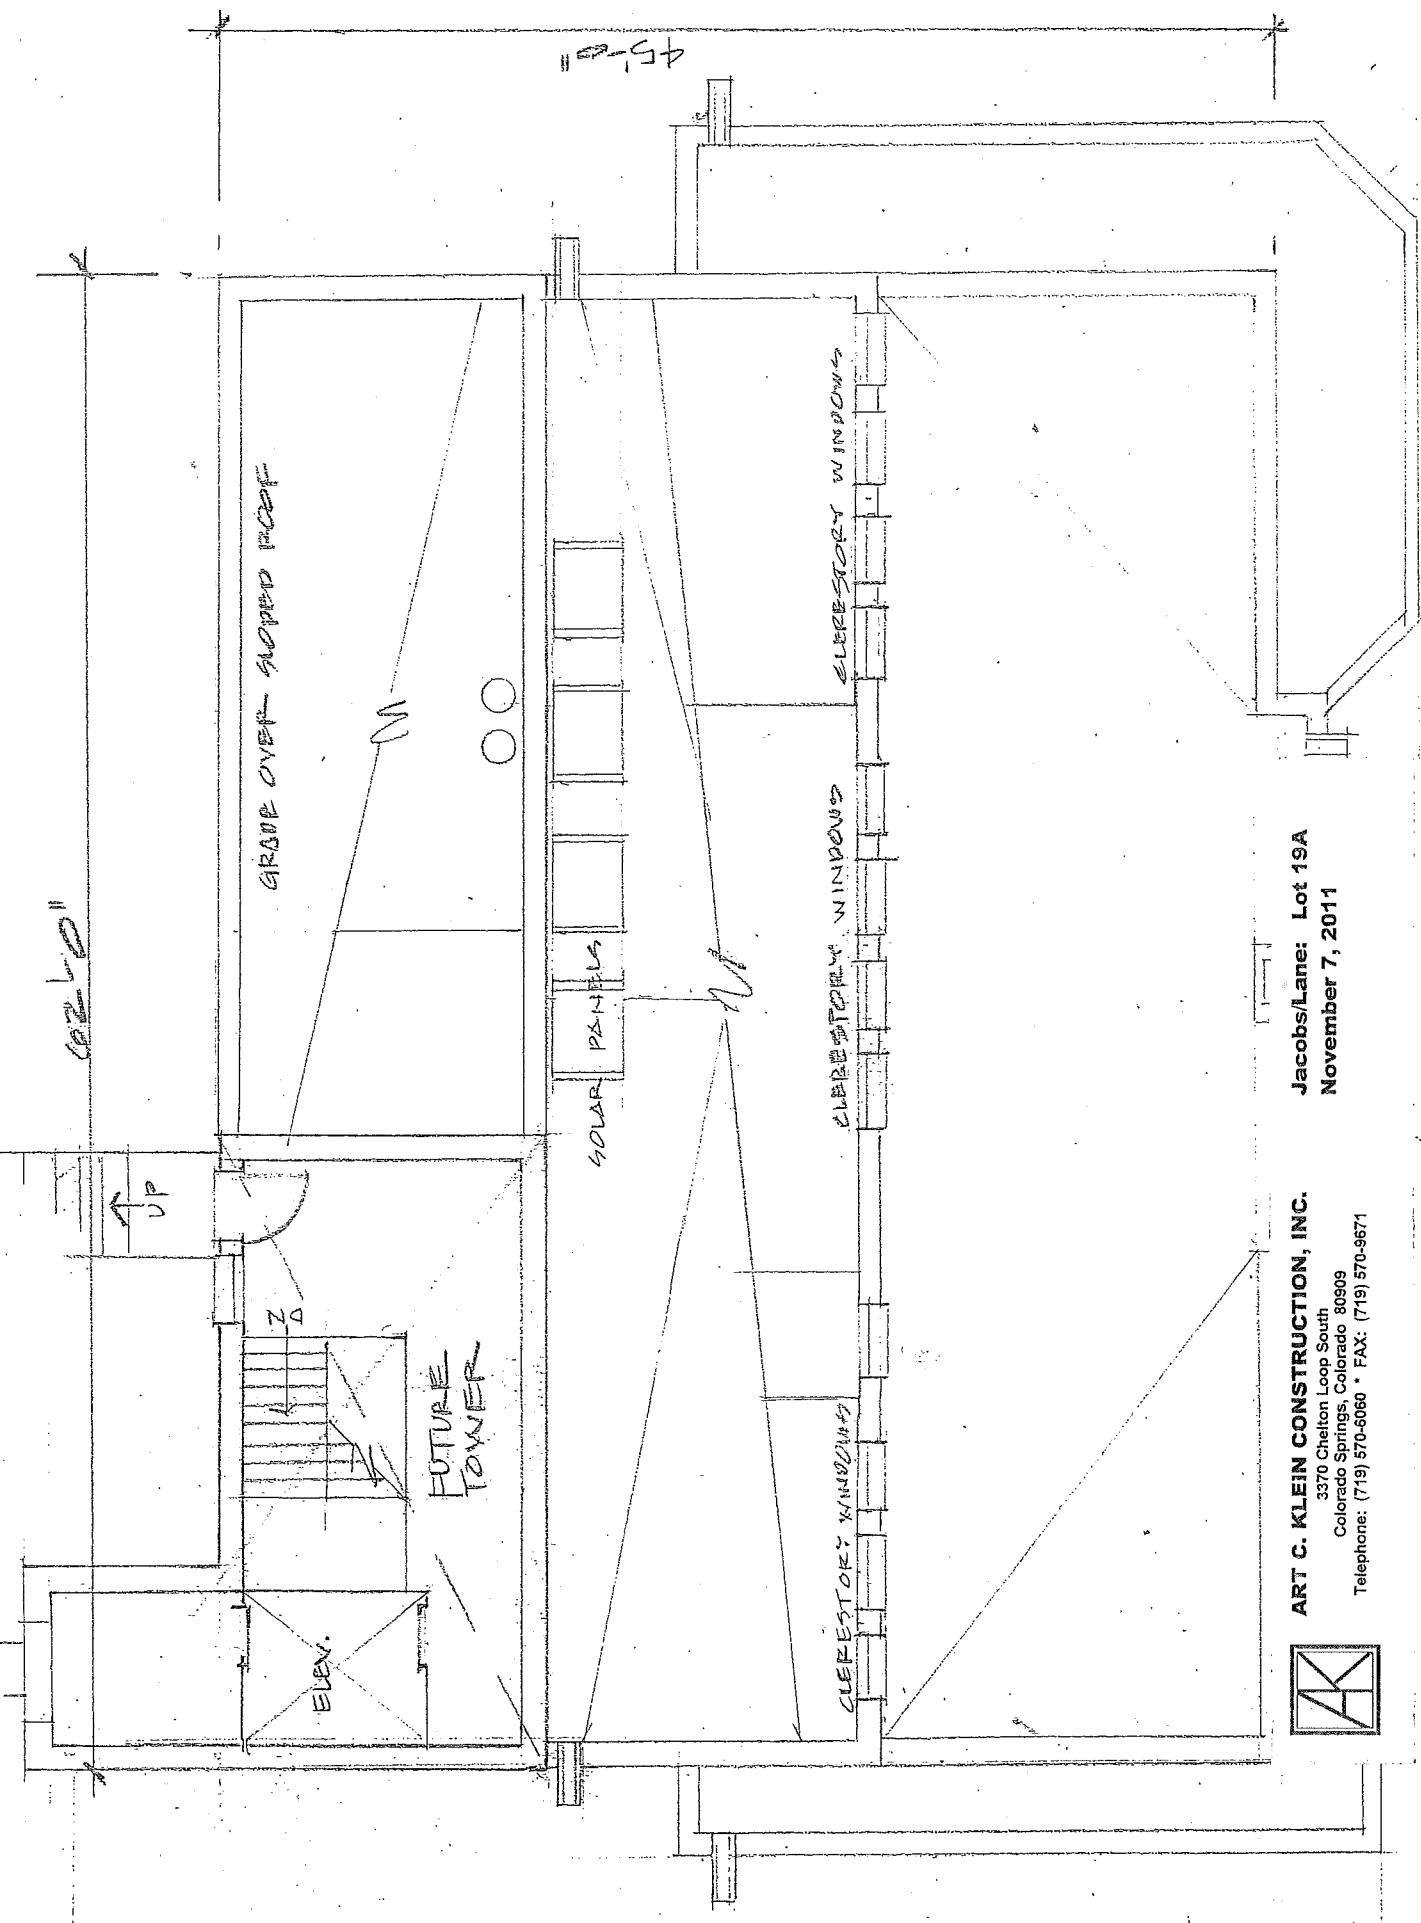 62'-0"
45'-0"
UP
DN
ELEV.
FUTURE
TOWER
GRADE OVER SLOPED ROOF
SOLAR PANELS
CLERESTORY WINDOWS
CLERESTORY WINDOWS
CLERESTORY WINDOWS
AK
ART C. KLEIN CONSTRUCTION, INC.
3370 Chelton Loop South
Colorado Springs, Colorado 80909
Telephone: (719) 570-6060 * FAX: (719) 570-9671
Jacobs/Lane: Lot 19A
November 7, 2011